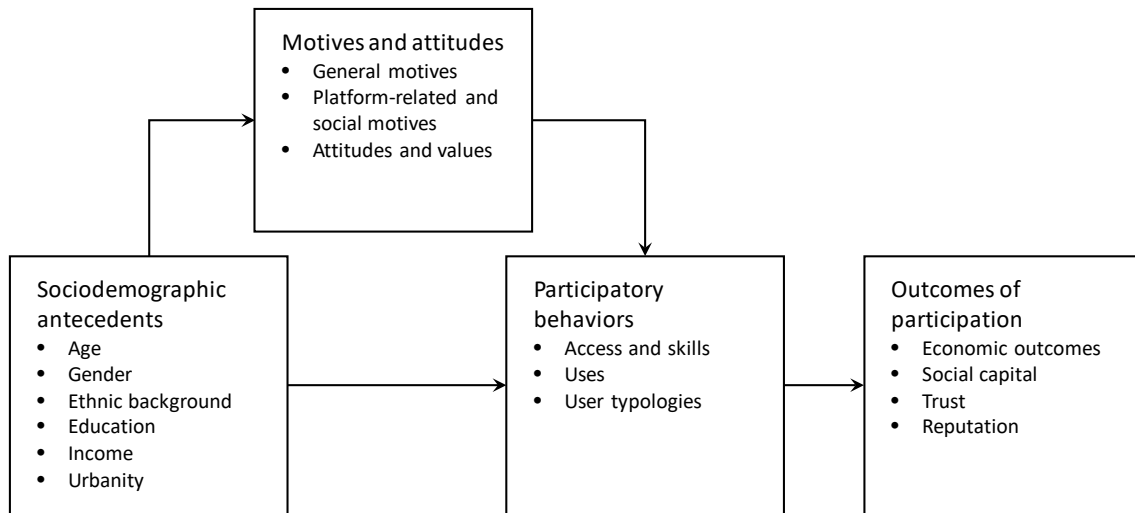 Motives and attitudes
• General motives
• Platform-related and
social motives
• Attitudes and values
Sociodemographic
antecedents
• Age
• Gender
• Ethnic background
• Education
• Income
• Urbanity
Participatory
behaviors
• Access and skills
• Uses
• User typologies
Outcomes of
participation
• Economic outcomes
• Social capital
• Trust
• Reputation